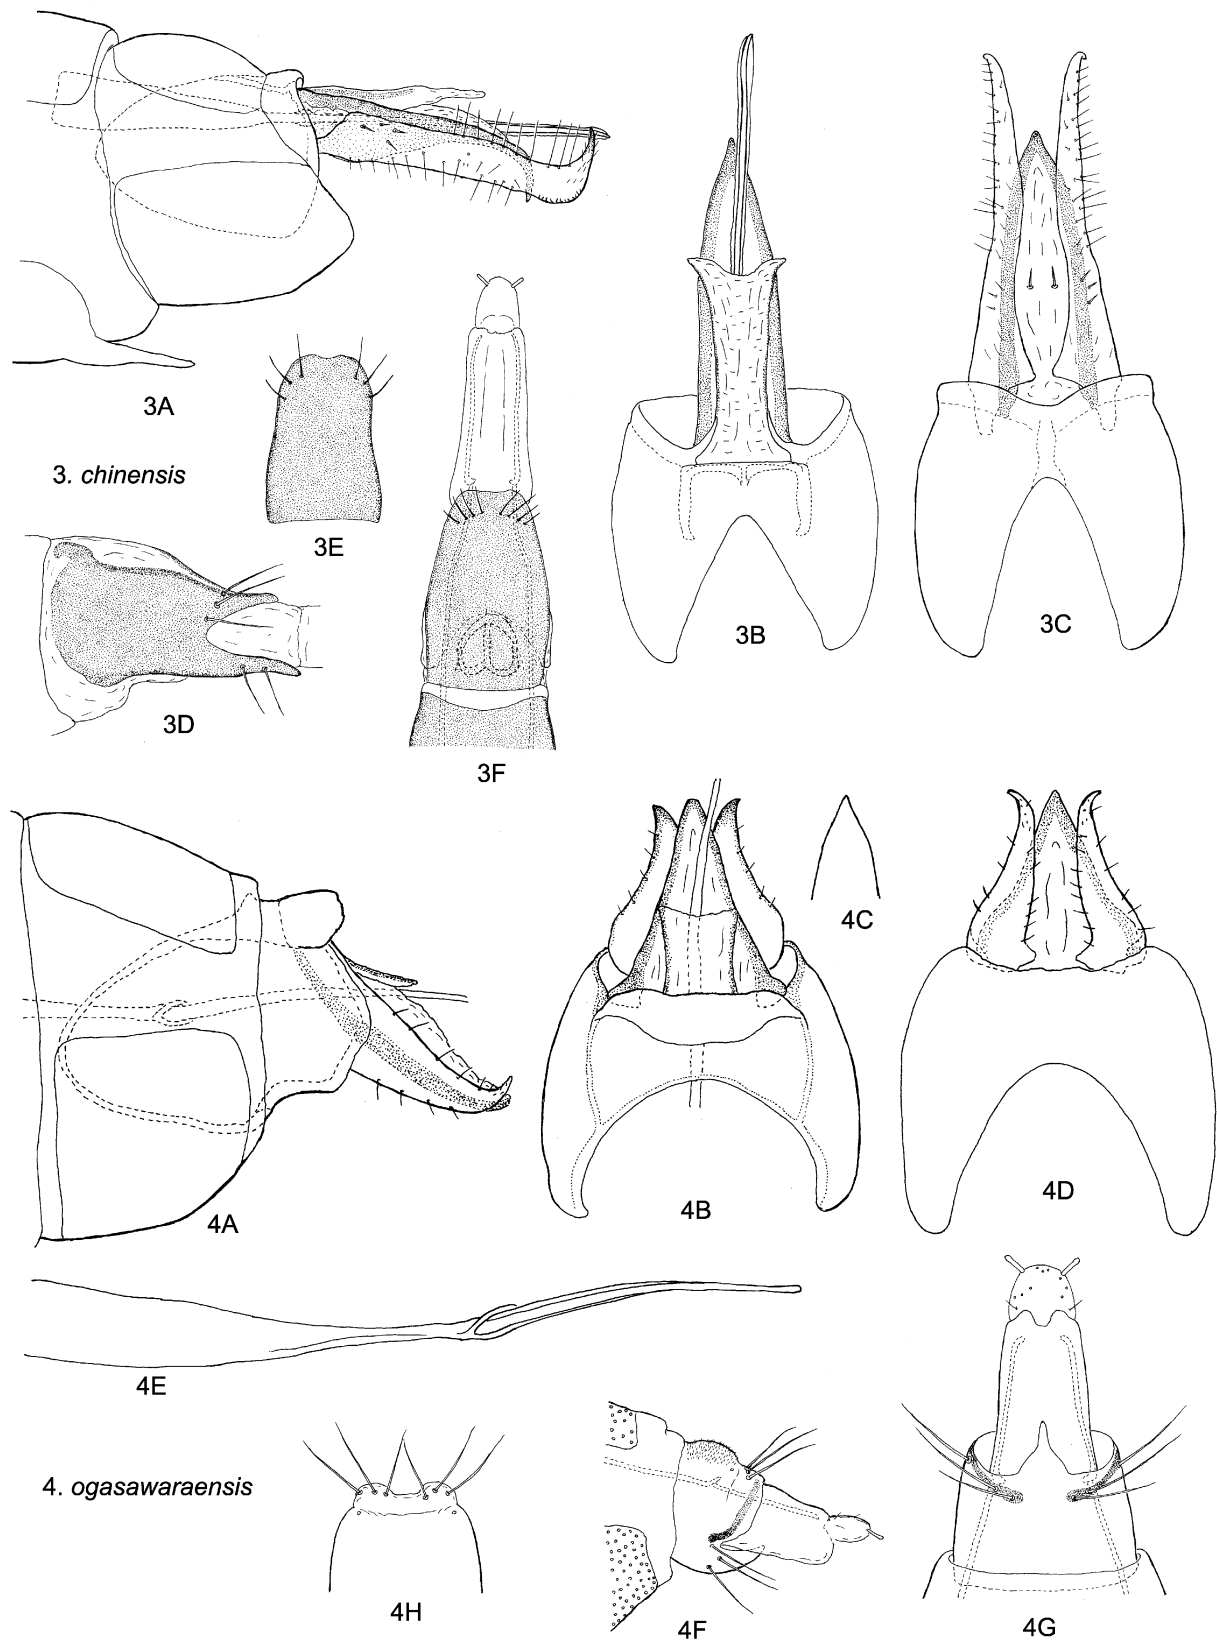 3A
3. chinensis
3E
3D
3F
3B
3C
4A
4B
4C
4D
4E
4. ogasawaraensis
4H
4F
4G